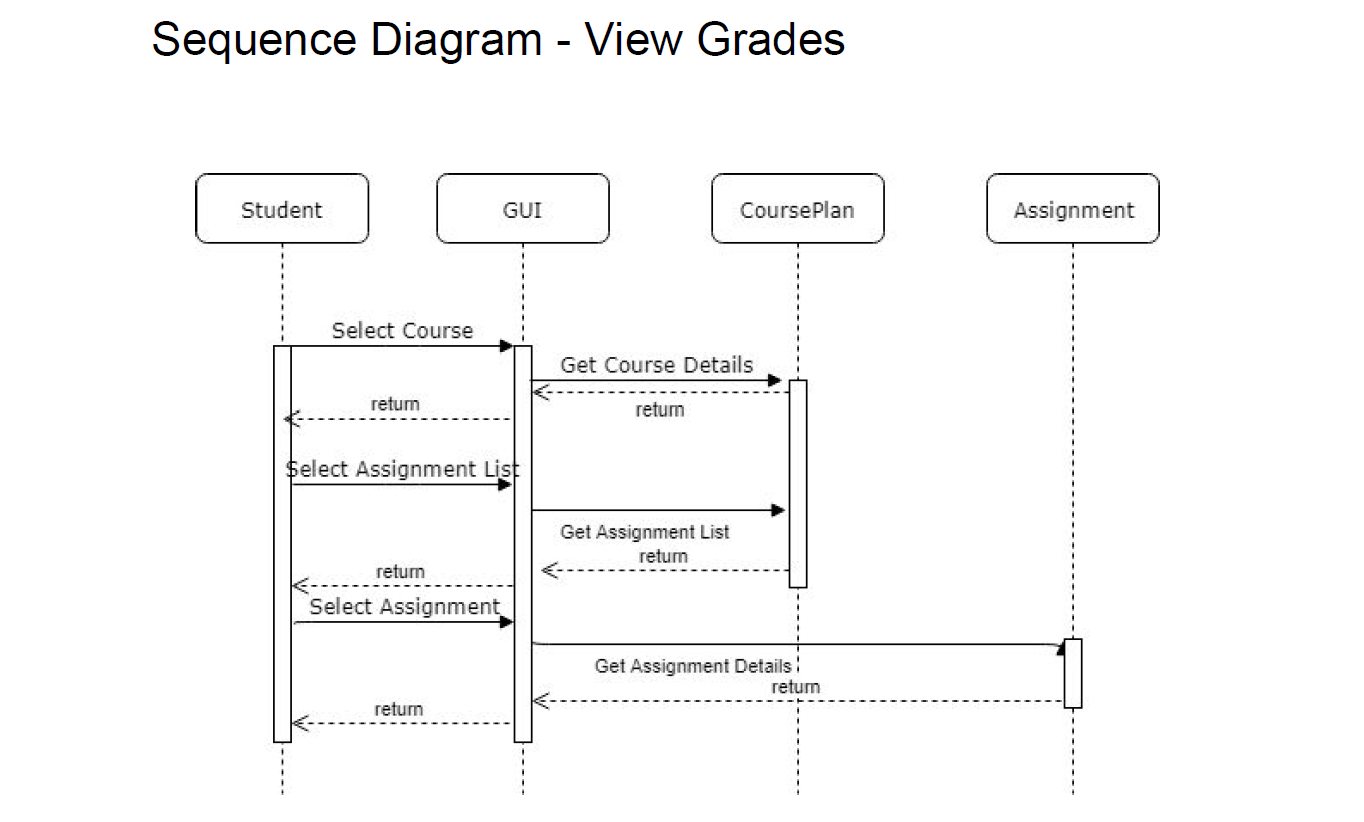 Sequence Diagram - View Grades
Student
GUI
CoursePlan
Assignment
Select Course
Get Course Details
return
return
Select Assignment List
Get Assignment List
return
return
Select Assignment
Get Assignment Details
return
return